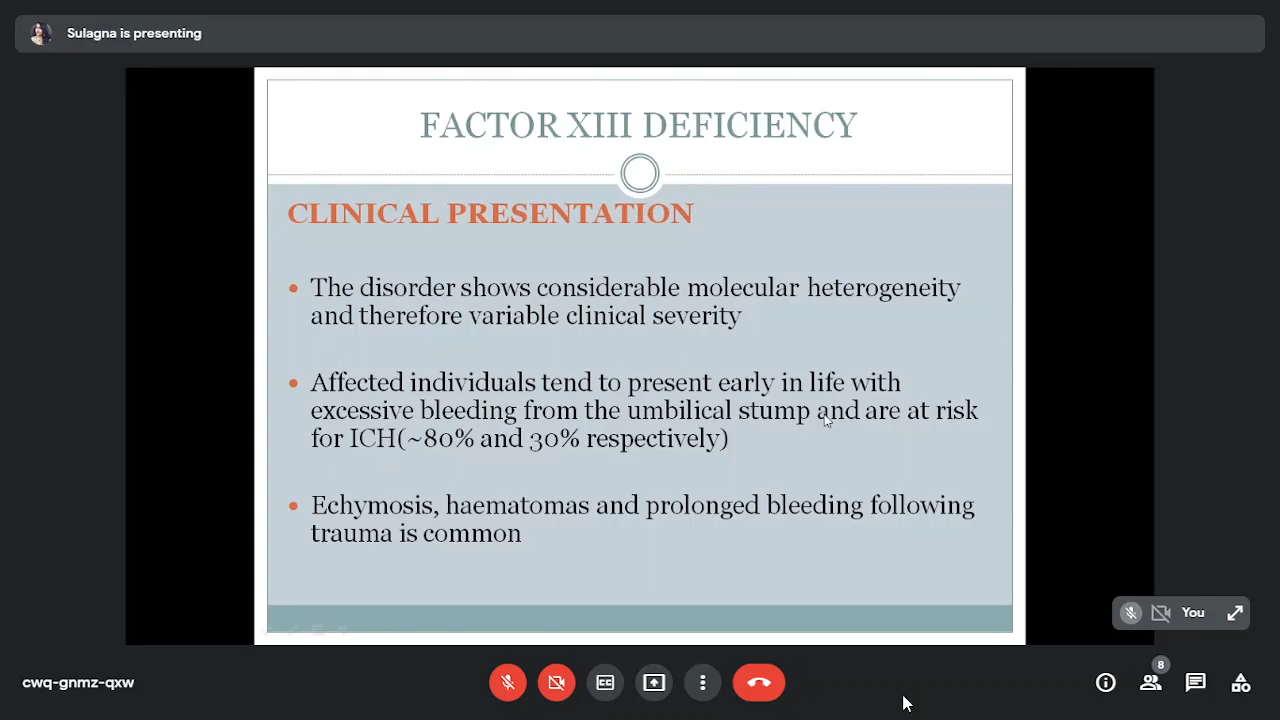 Sulagna is presenting
FACTOR XIII DEFICIENCY
CLINICAL PRESENTATION
The disorder shows considerable molecular heterogeneity
and therefore variable clinical severity
Affected individuals tend to present early in life with
excessive bleeding from the umbilical stump and are at risk
for ICH(~80% and 30% respectively)
Echymosis, haematomas and prolonged bleeding following
trauma is common
You
cwq-gnmz-qxw
CC
8